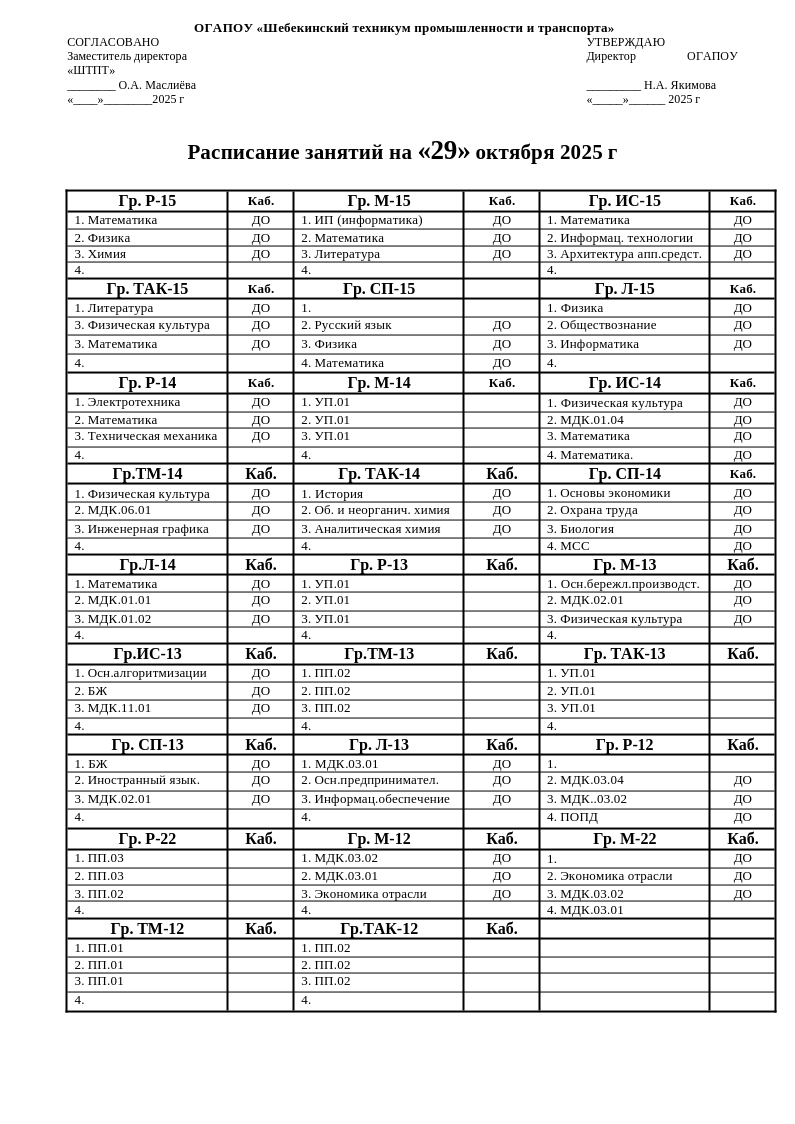 ОГАПОУ «Шебекинский техникум промышленности и транспорта»
СОГЛАСОВАНО УТВЕРЖДАЮ
Заместитель директора Директор ОГАПОУ
«ШТПТ»
________ О.А. Маслиёва _________ Н.А. Якимова
«____»________2025 г «_____»______ 2025 г
Расписание занятий на «29» октября 2025 г
Гр. Р-15 Каб. Гр. М-15 Каб. Гр. ИС-15 Каб.
1. Математика ДО 1. ИП (информатика) ДО 1. Математика ДО
2. Физика ДО 2. Математика ДО 2. Информац. технологии ДО
3. Химия ДО 3. Литература ДО 3. Архитектура апп.средст. ДО
4. 4. 4.
Гр. ТАК-15 Каб. Гр. СП-15 Гр. Л-15 Каб.
1. Литература ДО 1. 1. Физика ДО
3. Физическая культура ДО 2. Русский язык ДО 2. Обществознание ДО
3. Математика ДО 3. Физика ДО 3. Информатика ДО
4. 4. Математика ДО 4.
Гр. Р-14 Каб. Гр. М-14 Каб. Гр. ИС-14 Каб.
1. Электротехника ДО 1. УП.01 1. Физическая культура ДО
2. Математика ДО 2. УП.01 2. МДК.01.04 ДО
3. Техническая механика ДО 3. УП.01 3. Математика ДО
4. 4. 4. Математика. ДО
Гр.ТМ-14 Каб. Гр. ТАК-14 Каб. Гр. СП-14 Каб.
1. Физическая культура ДО 1. История ДО 1. Основы экономики ДО
2. МДК.06.01 ДО 2. Об. и неорганич. химия ДО 2. Охрана труда ДО
3. Инженерная графика ДО 3. Аналитическая химия ДО 3. Биология ДО
4. 4. 4. МСС ДО
Гр.Л-14 Каб. Гр. Р-13 Каб. Гр. М-13 Каб.
1. Математика ДО 1. УП.01 1. Осн.бережл.производст. ДО
2. МДК.01.01 ДО 2. УП.01 2. МДК.02.01 ДО
3. МДК.01.02 ДО 3. УП.01 3. Физическая культура ДО
4. 4. 4.
Гр.ИС-13 Каб. Гр.ТМ-13 Каб. Гр. ТАК-13 Каб.
1. Осн.алгоритмизации ДО 1. ПП.02 1. УП.01
2. БЖ ДО 2. ПП.02 2. УП.01
3. МДК.11.01 ДО 3. ПП.02 3. УП.01
4. 4. 4.
Гр. СП-13 Каб. Гр. Л-13 Каб. Гр. Р-12 Каб.
1. БЖ ДО 1. МДК.03.01 ДО 1.
2. Иностранный язык. ДО 2. Осн.предпринимател. ДО 2. МДК.03.04 ДО
3. МДК.02.01 ДО 3. Информац.обеспечение ДО 3. МДК..03.02 ДО
4. 4. 4. ПОПД ДО
Гр. Р-22 Каб. Гр. М-12 Каб. Гр. М-22 Каб.
1. ПП.03 1. МДК.03.02 ДО 1. ДО
2. ПП.03 2. МДК.03.01 ДО 2. Экономика отрасли ДО
3. ПП.02 3. Экономика отрасли ДО 3. МДК.03.02 ДО
4. 4. 4. МДК.03.01
Гр. ТМ-12 Каб. Гр.ТАК-12 Каб.
1. ПП.01 1. ПП.02
2. ПП.01 2. ПП.02
3. ПП.01 3. ПП.02
4. 4.